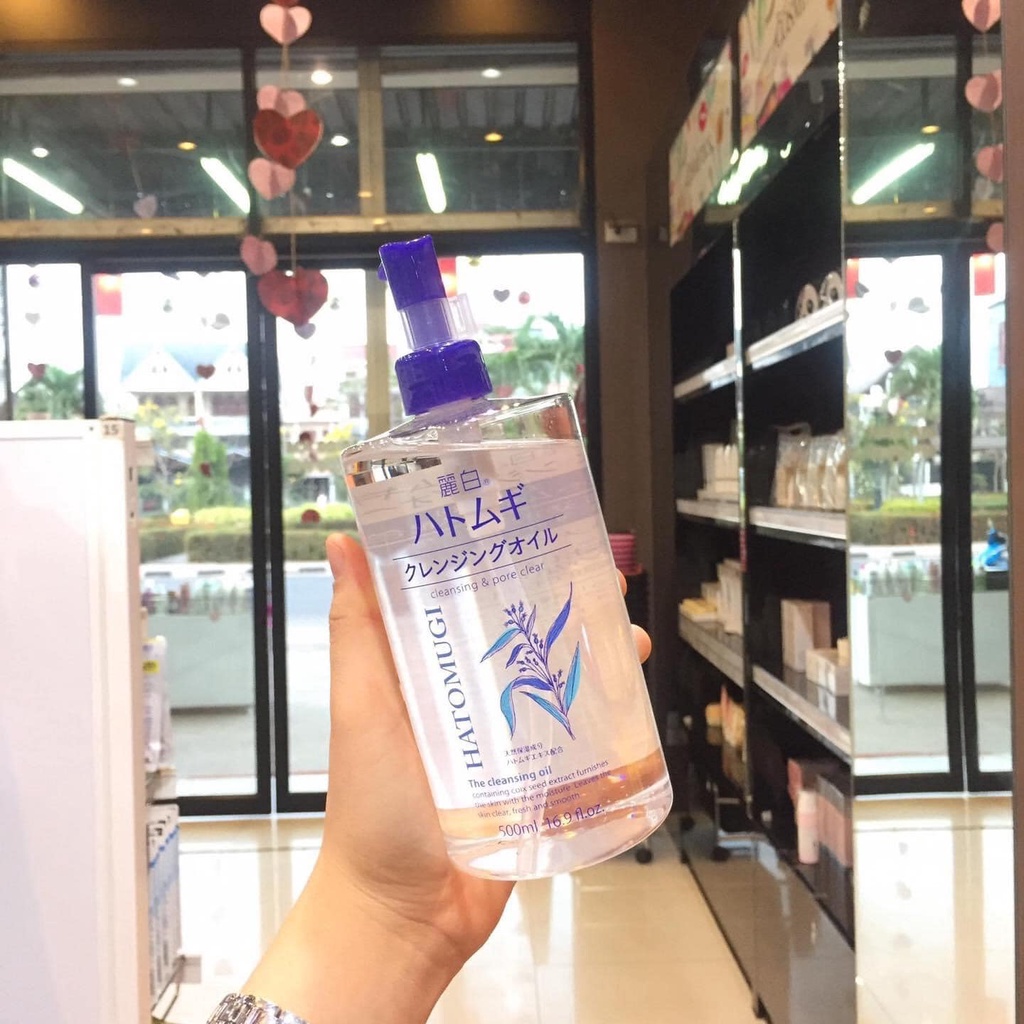 15
麗白®
ハトムギ
クレンジングオイル
cleansing & pore clear
HATOMUGI
天然保湿成分
ハトムギエキス配合
The cleansing oil
containing coix seed extract furnishes
the skin with the moisture. Leaves the
skin clear, fresh and smooth.
500ml 16.9 fl.oz.